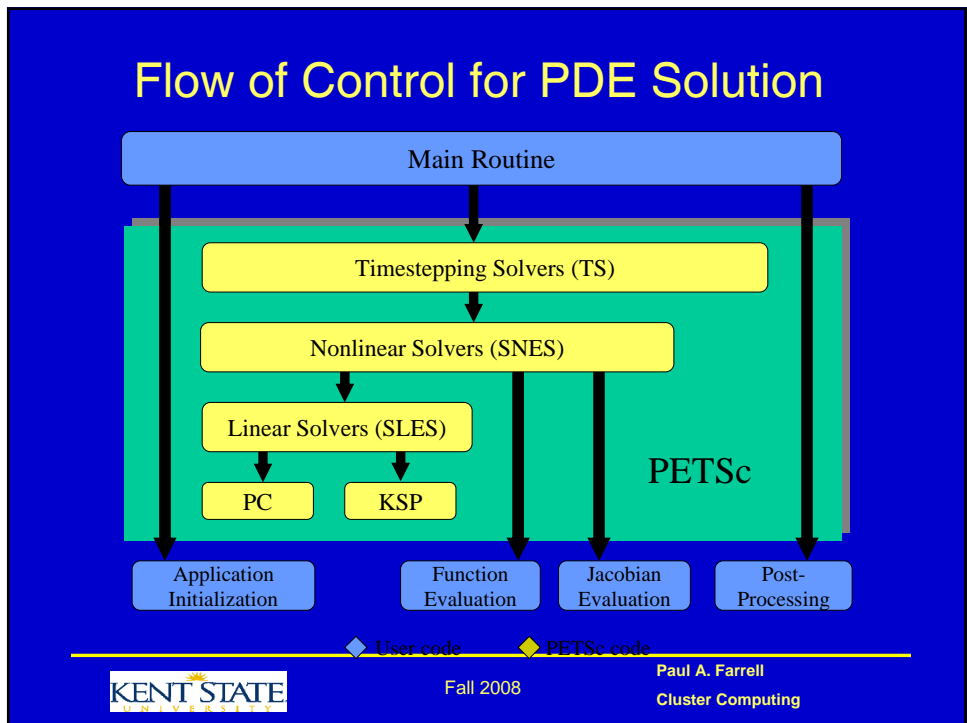 Flow of Control for PDE Solution
Main Routine
Timestepping Solvers (TS)
Nonlinear Solvers (SNES)
Linear Solvers (SLES)
PETSc
PC
KSP
Application
Initialization
Function
Evaluation
Jacobian
Evaluation
Post-
Processing
User code
PETSc code
KENT STATE
UNIVERSITY
Fall 2008
Paul A. Farrell
Cluster Computing